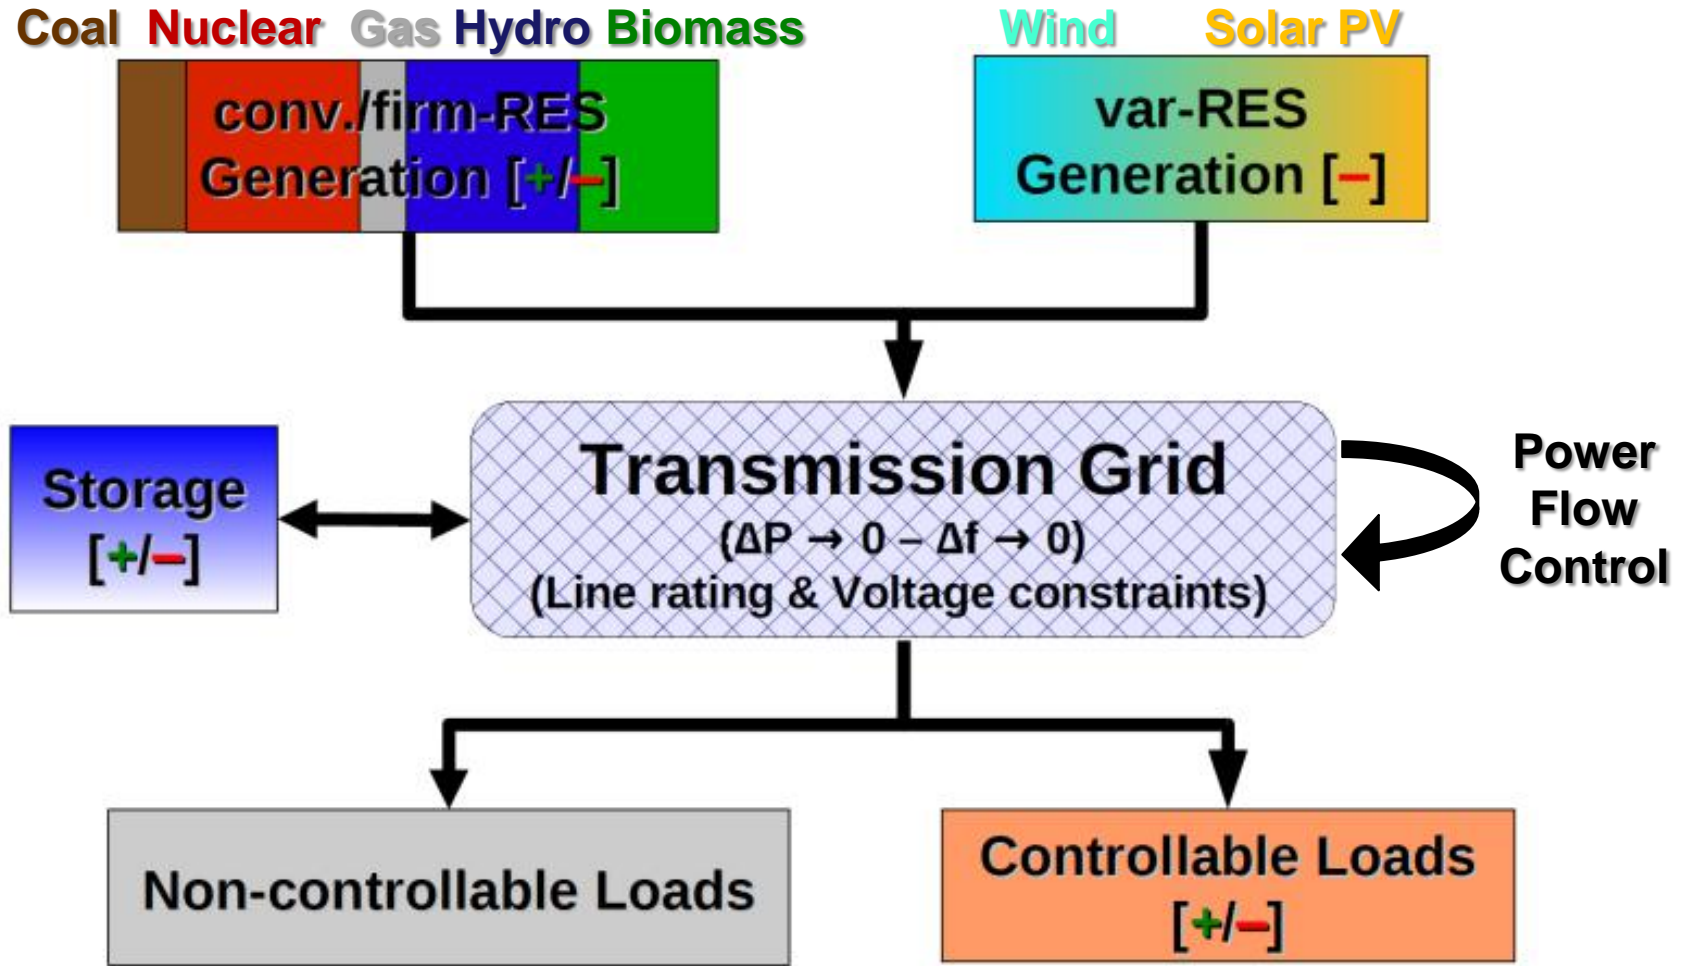 Coal Nuclear Gas Hydro Biomass
Wind Solar PV
conv./firm-RES
Generation [+/–]
var-RES
Generation [–]
Transmission Grid
(ΔP → 0 – Δf → 0)
(Line rating & Voltage constraints)
Storage
[+/–]
Power
Flow
Control
Non-controllable Loads
Controllable Loads
[+/–]